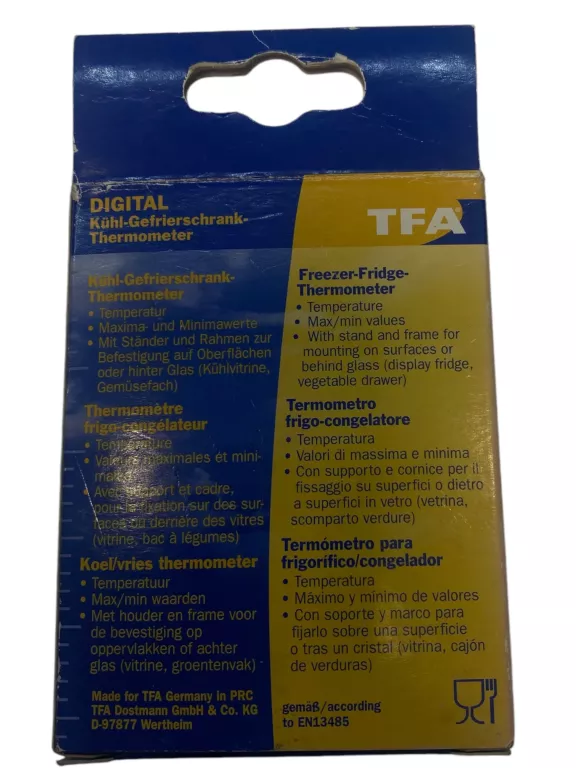 DIGITAL
Kühl-Gefrierschrank-
Thermometer
TFA
Kühl-Gefrierschrank-
Thermometer
• Temperatur
• Maxima- und Minimawerte
• Mit Ständer und Rahmen zur
Befestigung auf Oberflächen
oder hinter Glas (Kühlvitrine,
Gemüsefach)
Thermomètre
frigo-congélateur
• Température
• Valeurs maximales et mini-
males
• Avec support et cadre,
pour la fixation sur des sur-
faces ou derrière des vitres
(vitrine, bac à légumes)
Koel/vries thermometer
• Temperatuur
• Max/min waarden
• Met houder en frame voor
de bevestiging op
oppervlakken of achter
glas (vitrine, groentenvak)
Made for TFA Germany in PRC
TFA Dostmann GmbH & Co. KG
D-97877 Wertheim
Freezer-Fridge-
Thermometer
• Temperature
• Max/min values
• With stand and frame for
mounting on surfaces or
behind glass (display fridge,
vegetable drawer)
Termometro
frigo-congelatore
• Temperatura
• Valori di massima e minima
• Con supporto e cornice per il
fissaggio su superfici o dietro
a superfici in vetro (vetrina,
scomparto verdure)
Termómetro para
frigorífico/congelador
• Temperatura
• Máximo y mínimo de valores
• Con soporte y marco para
fijarlo sobre una superficie
o tras un cristal (vitrina, cajón
de verduras)
gemäß/according
to EN13485